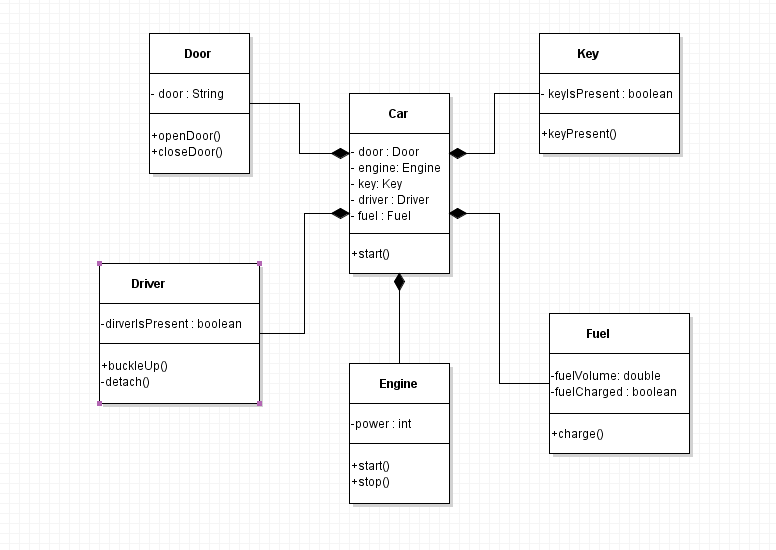 Door
- door : String
+openDoor()
+closeDoor()
Key
- keyIsPresent : boolean
+keyPresent()
Car
- door : Door
- engine: Engine
- key: Key
- driver : Driver
- fuel : Fuel
+start()
Driver
-dirverIsPresent : boolean
+buckleUp()
-detach()
Engine
-power : int
+start()
+stop()
Fuel
-fuelVolume: double
-fuelCharged : boolean
+charge()